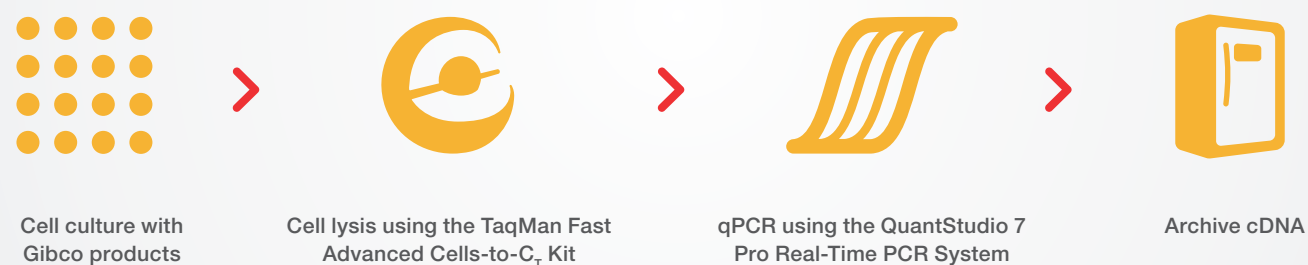 Cell culture with
Gibco products
Cell lysis using the TaqMan Fast
Advanced Cells-to-C_T Kit
qPCR using the QuantStudio 7
Pro Real-Time PCR System
Archive cDNA